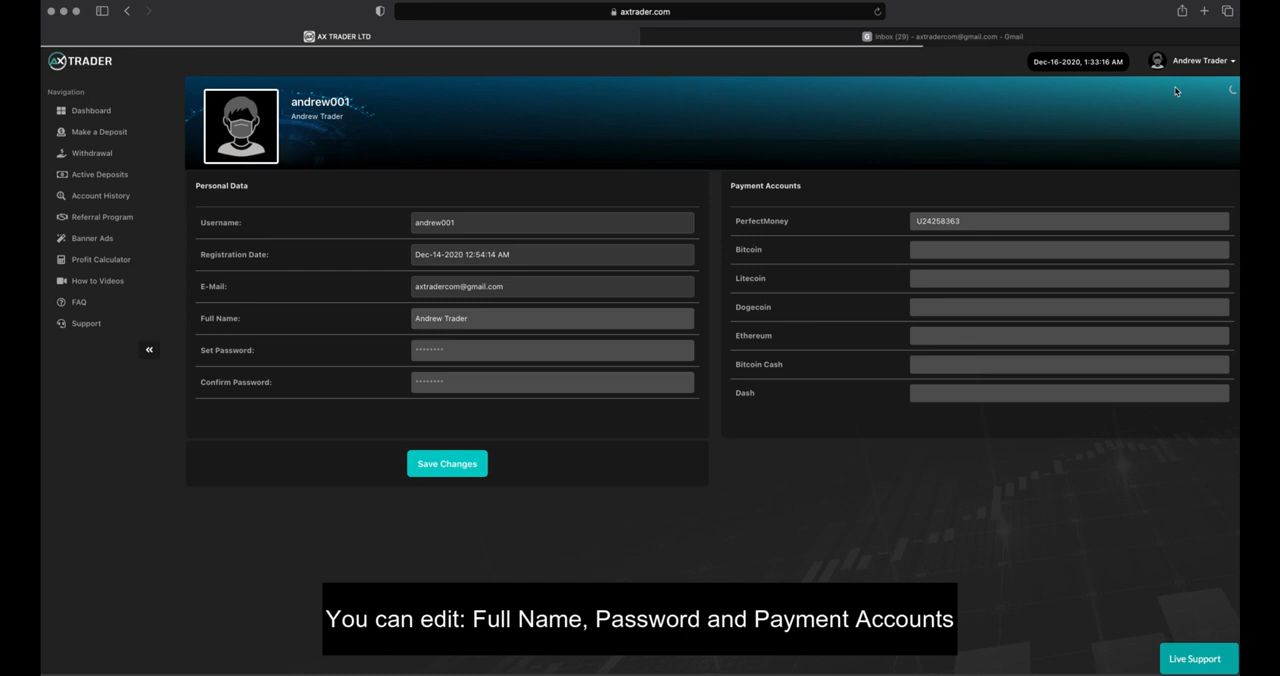 axtrader.com
AX TRADER LTD
Inbox (29) - axtradercom@gmail.com - Gmail
AXTRADER
Dec-16-2020, 1:33:16 AM
Andrew Trader
Navigation
Dashboard
Make a Deposit
Withdrawal
Active Deposits
Account History
Referral Program
Banner Ads
Profit Calculator
How to Videos
FAQ
Support
andrew001
Andrew Trader
Personal Data
Username: andrew001
Registration Date: Dec-14-2020 12:54:14 AM
E-Mail: axtradercom@gmail.com
Full Name: Andrew Trader
Set Password: ********
Confirm Password: ********
Save Changes
Payment Accounts
PerfectMoney U24258363
Bitcoin
Litecoin
Dogecoin
Ethereum
Bitcoin Cash
Dash
You can edit: Full Name, Password and Payment Accounts
Live Support